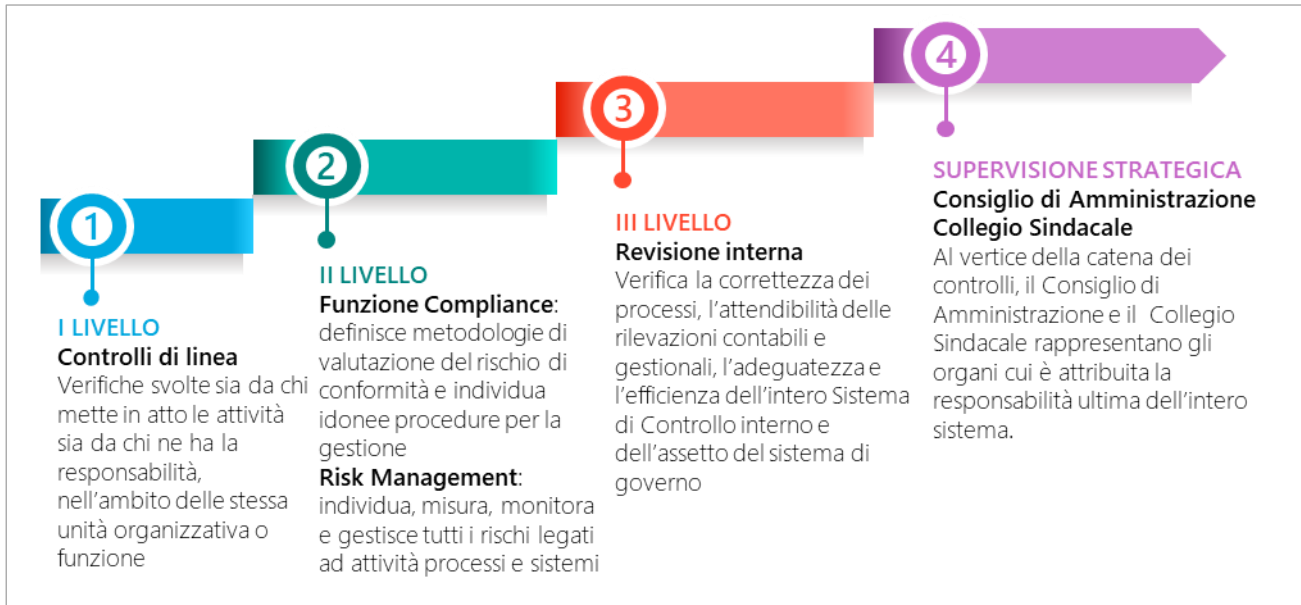 1
I LIVELLO
Controlli di linea
Verifiche svolte sia da chi
mette in atto le attività
sia da chi ne ha la
responsabilità,
nell'ambito delle stessa
unità organizzativa o
funzione
2
II LIVELLO
Funzione Compliance:
definisce metodologie di
valutazione del rischio di
conformità e individua
idonee procedure per la
gestione
Risk Management:
individua, misura, monitora
e gestisce tutti i rischi legati
ad attività processi e sistemi
3
III LIVELLO
Revisione interna
Verifica la correttezza dei
processi, l'attendibilità delle
rilevazioni contabili e
gestionali, l'adeguatezza e
l'efficienza dell'intero Sistema
di Controllo interno e
dell'assetto del sistema di
governo
4
SUPERVISIONE STRATEGICA
Consiglio di Amministrazione
Collegio Sindacale
Al vertice della catena dei
controlli, il Consiglio di
Amministrazione e il Collegio
Sindacale rappresentano gli
organi cui è attribuita la
responsabilità ultima dell'intero
sistema.